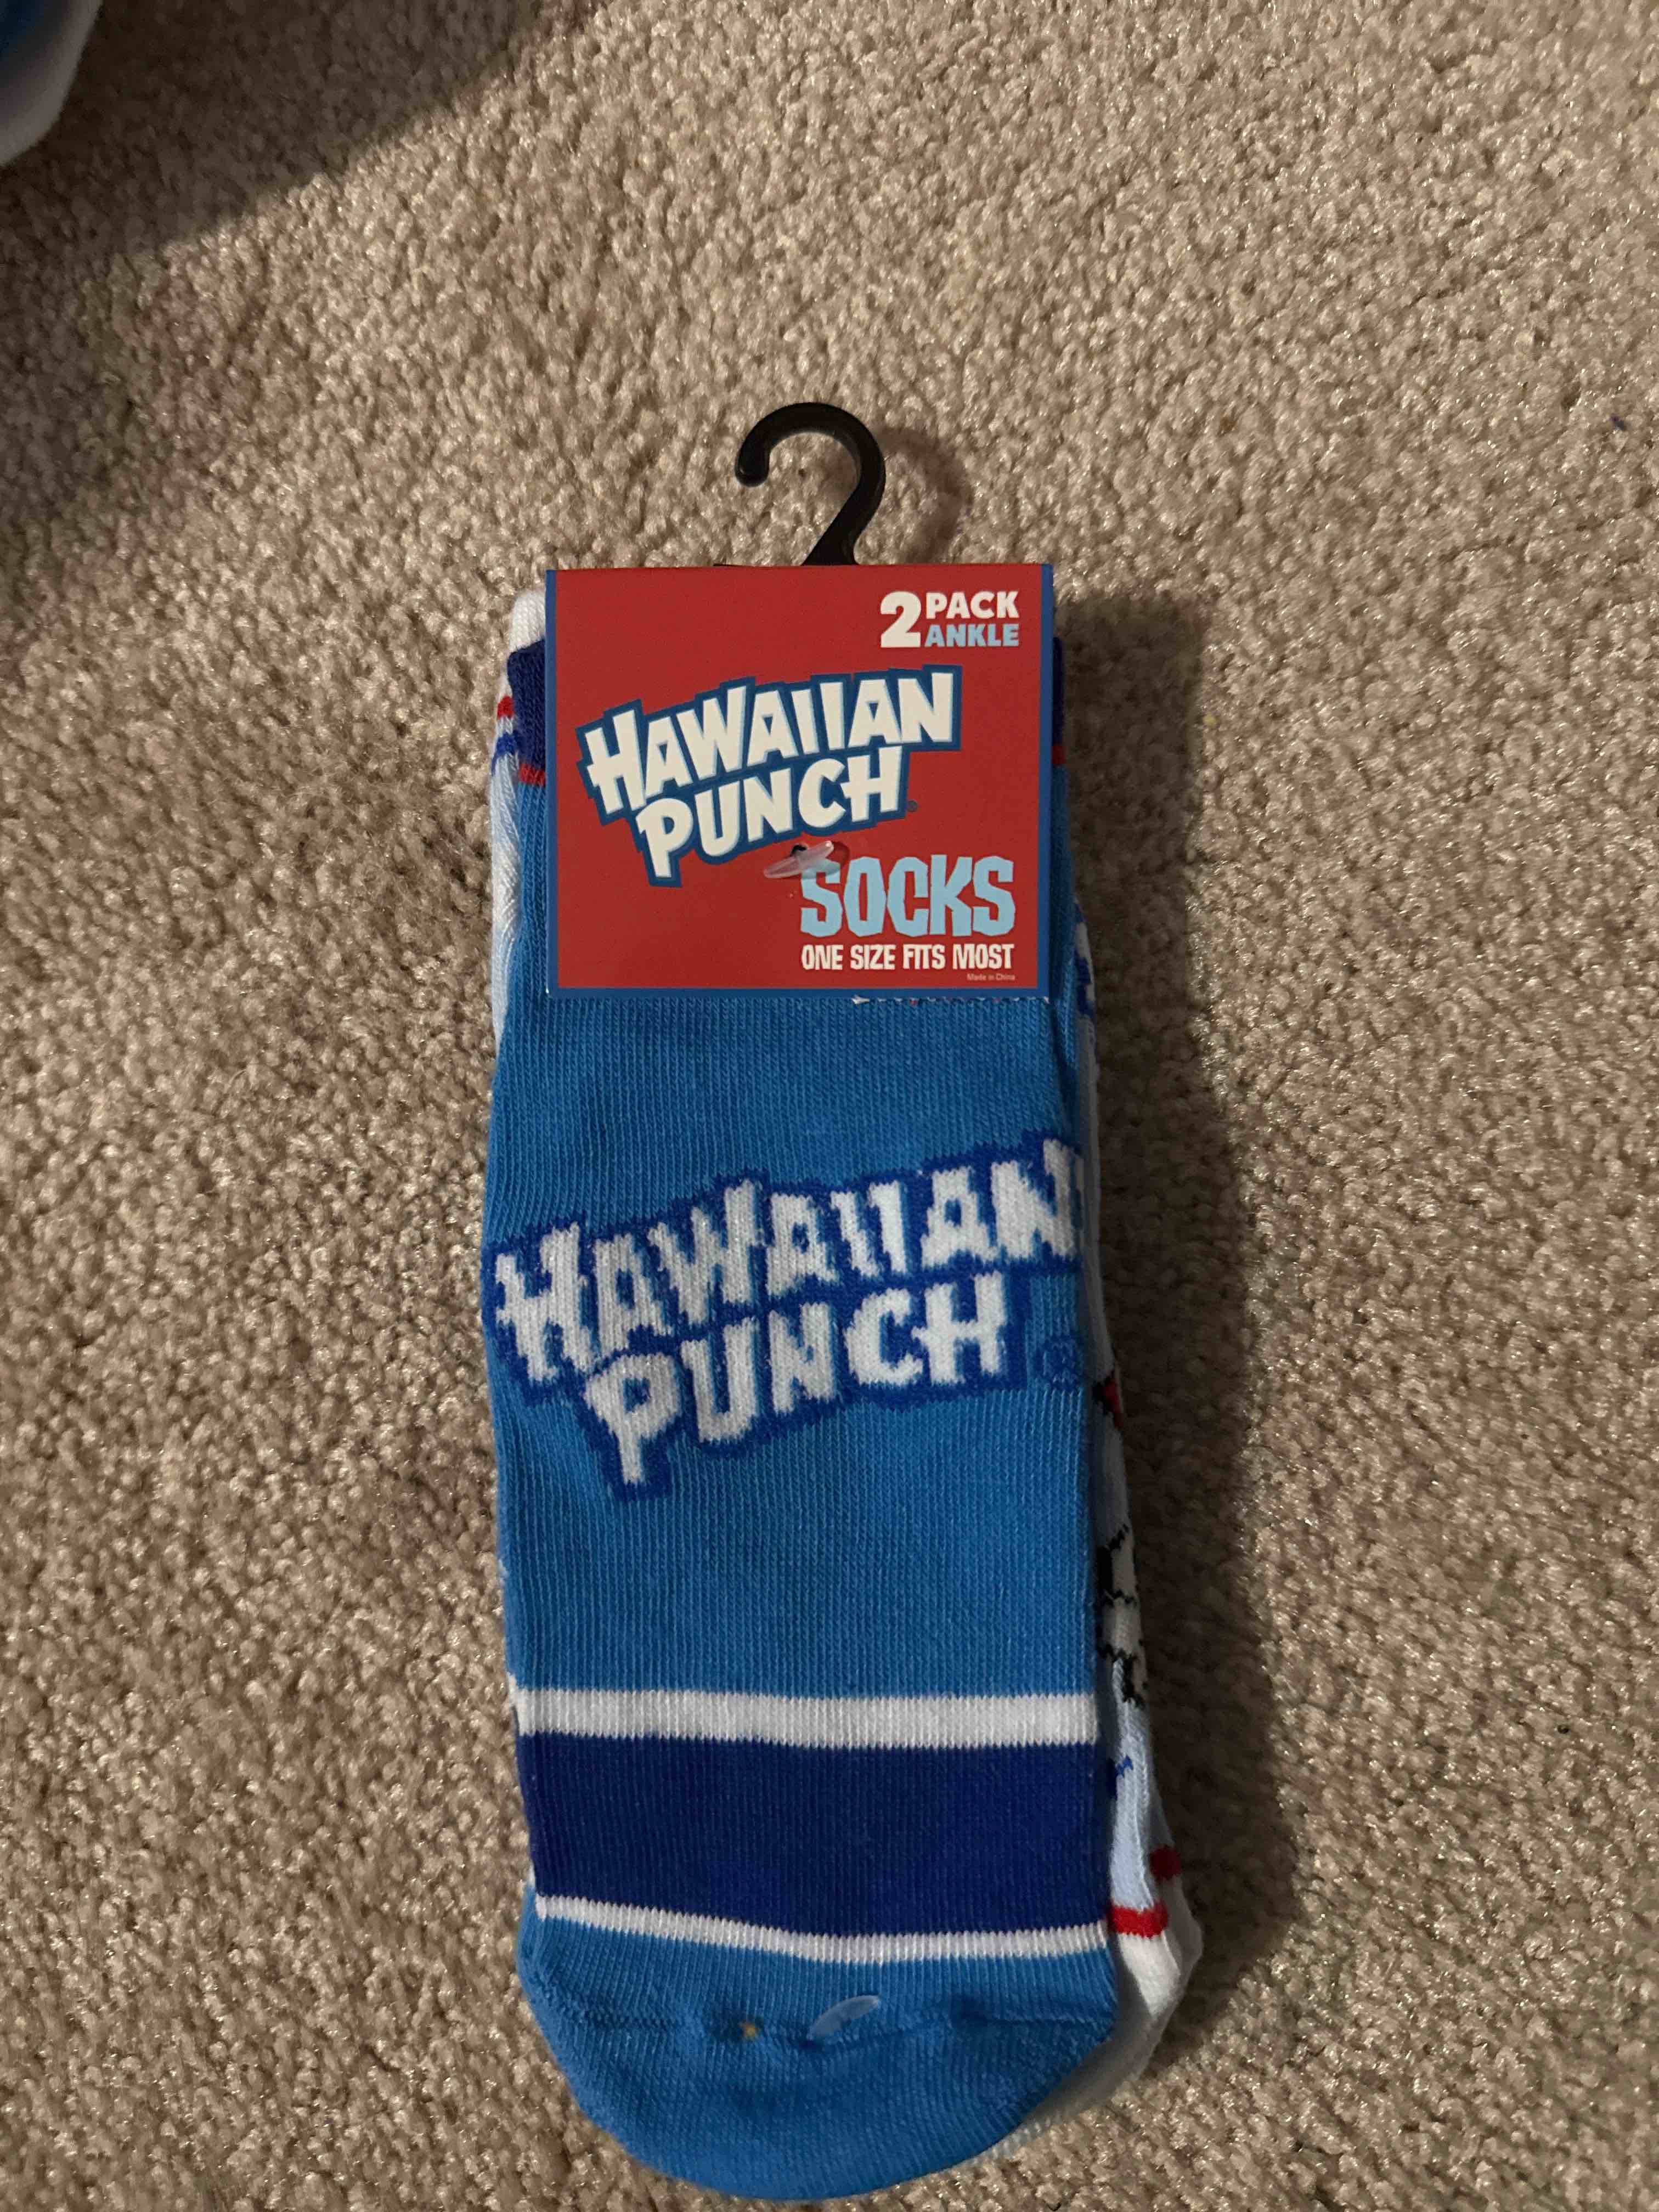 2 PACK
ANKLE
HAWAIIAN
PUNCH
SOCKS
ONE SIZE FITS MOST
Made in China
HAWAIIAN
PUNCH ®